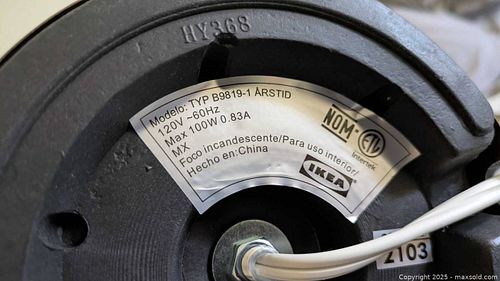 HY368
Modelo: TYP B9819-1 ÅRSTID
120V ~60Hz
Max 100W 0.83A
MX
Foco incandescente/Para uso interior/
Hecho en: China
NOM
ETL
Intertek
IKEA
2103
Copyright 2025 - maxsold.com